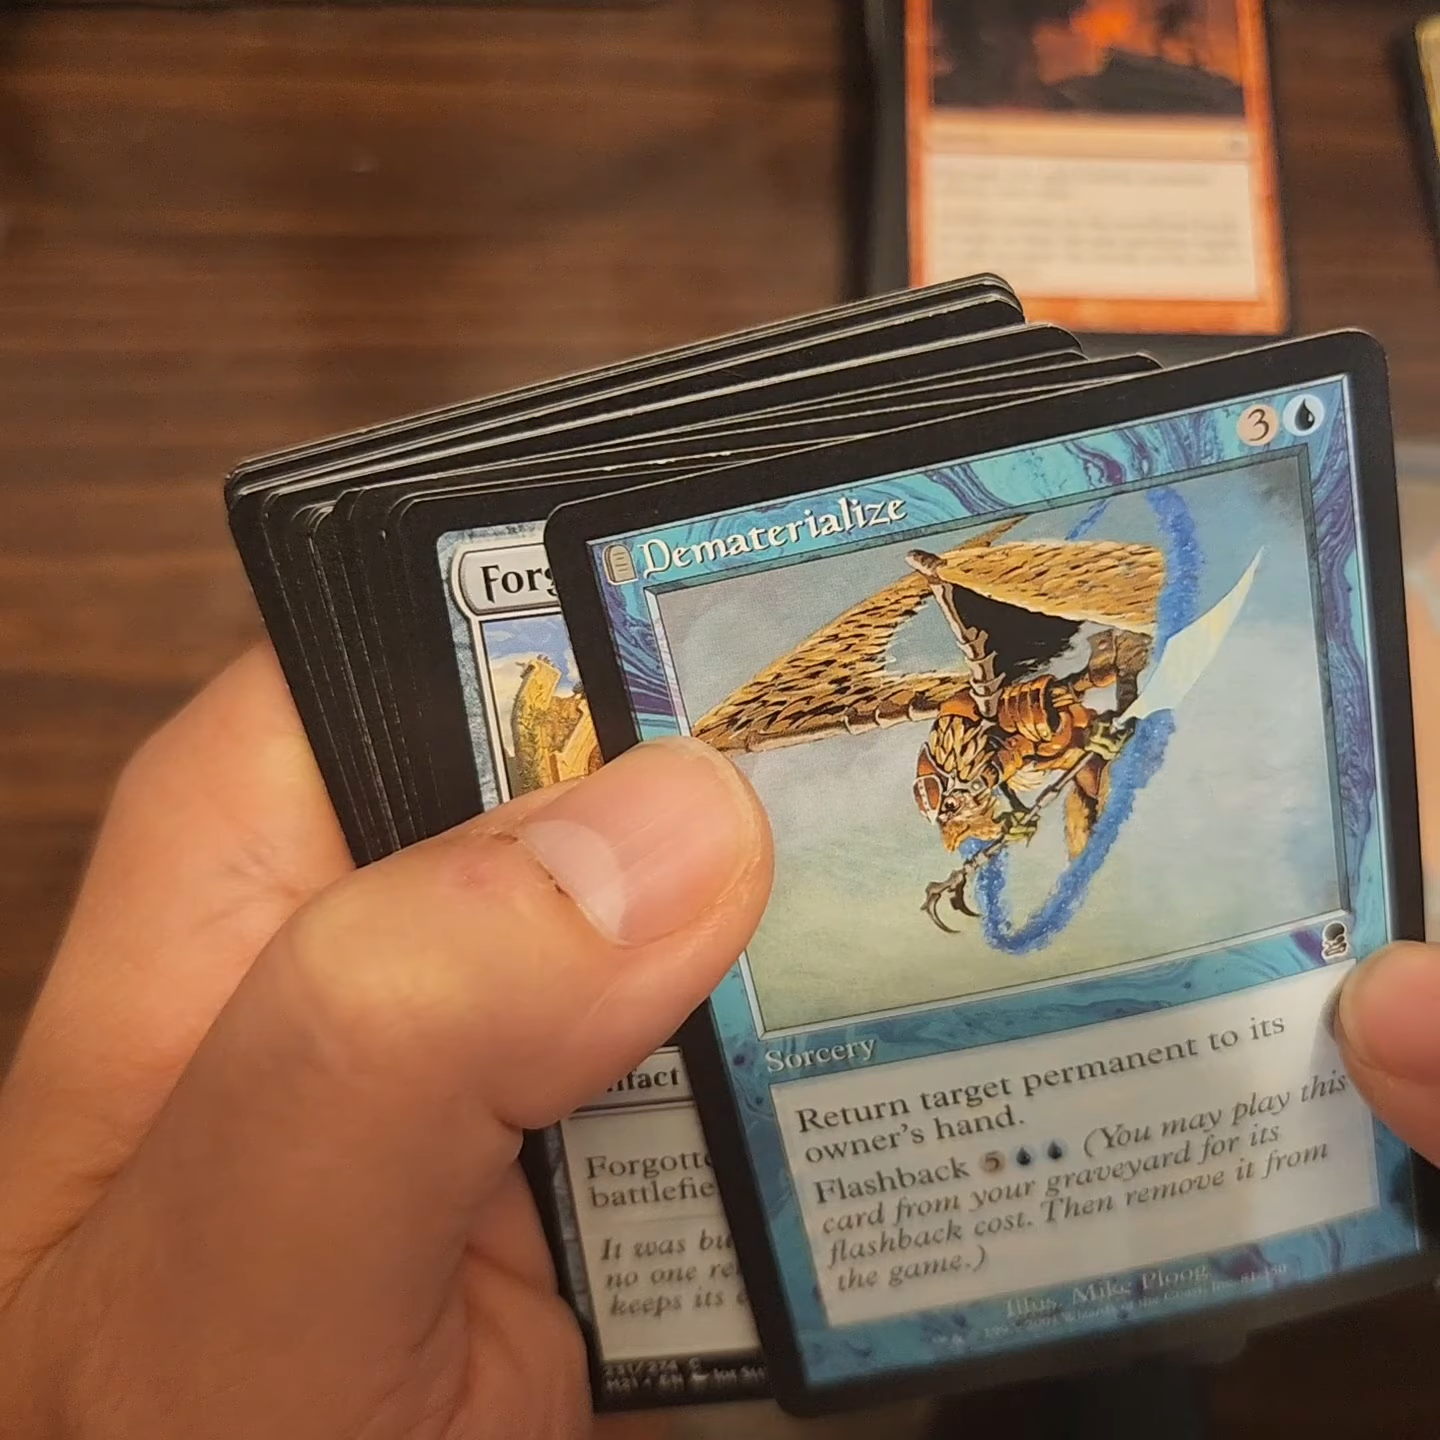 Dematerialize
3
Sorcery
Return target permanent to its
owner's hand.
Flashback 5 (You may play this
card from your graveyard for its
flashback cost. Then remove it from
the game.)
Illus. Mike Ploog
Forg
ifact
Forgotte
battlefie
It was bu
no one re
keeps its
231/274 C
M21 • EN